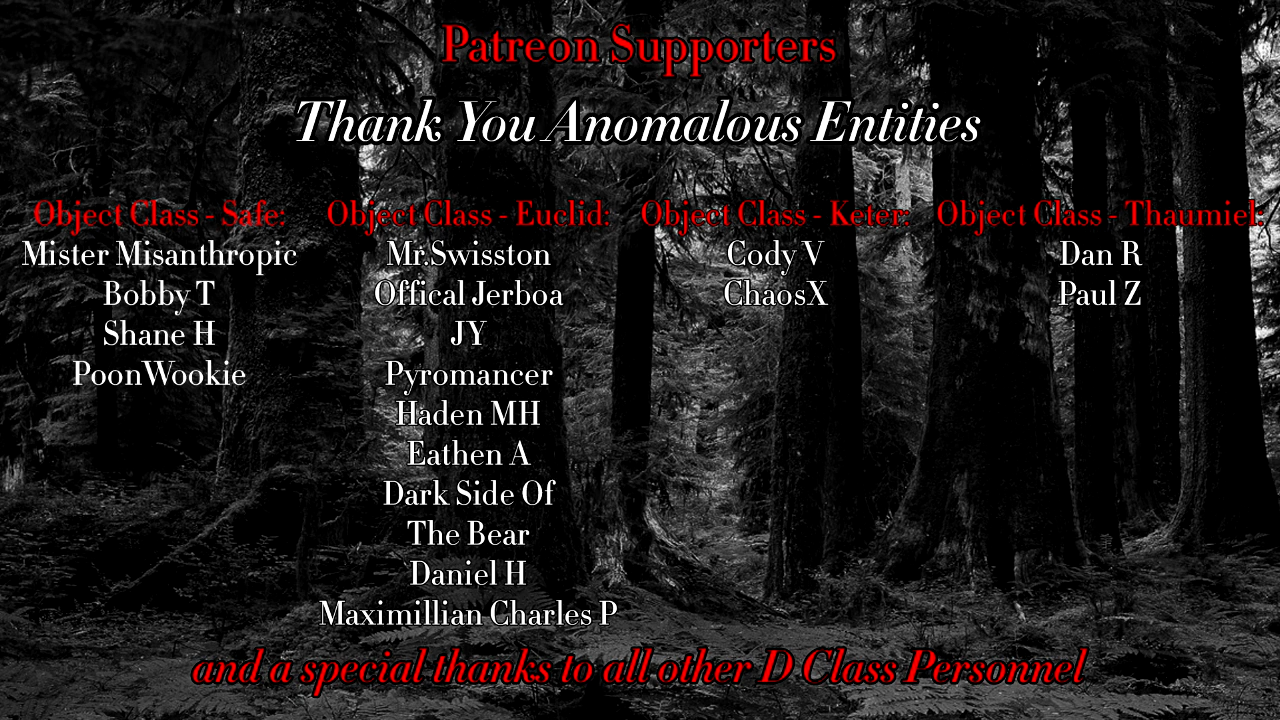 Patreon Supporters
Thank You Anomalous Entities
Object Class - Safe:
Mister Misanthropic
Bobby T
Shane H
PoonWookie
Object Class - Euclid:
Mr.Swisston
Offical Jerboa
JY
Pyromancer
Haden MH
Eathen A
Dark Side Of
The Bear
Daniel H
Maximillian Charles P
Object Class - Keter:
Cody V
ChaosX
Object Class - Thaumiel:
Dan R
Paul Z
and a special thanks to all other D Class Personnel